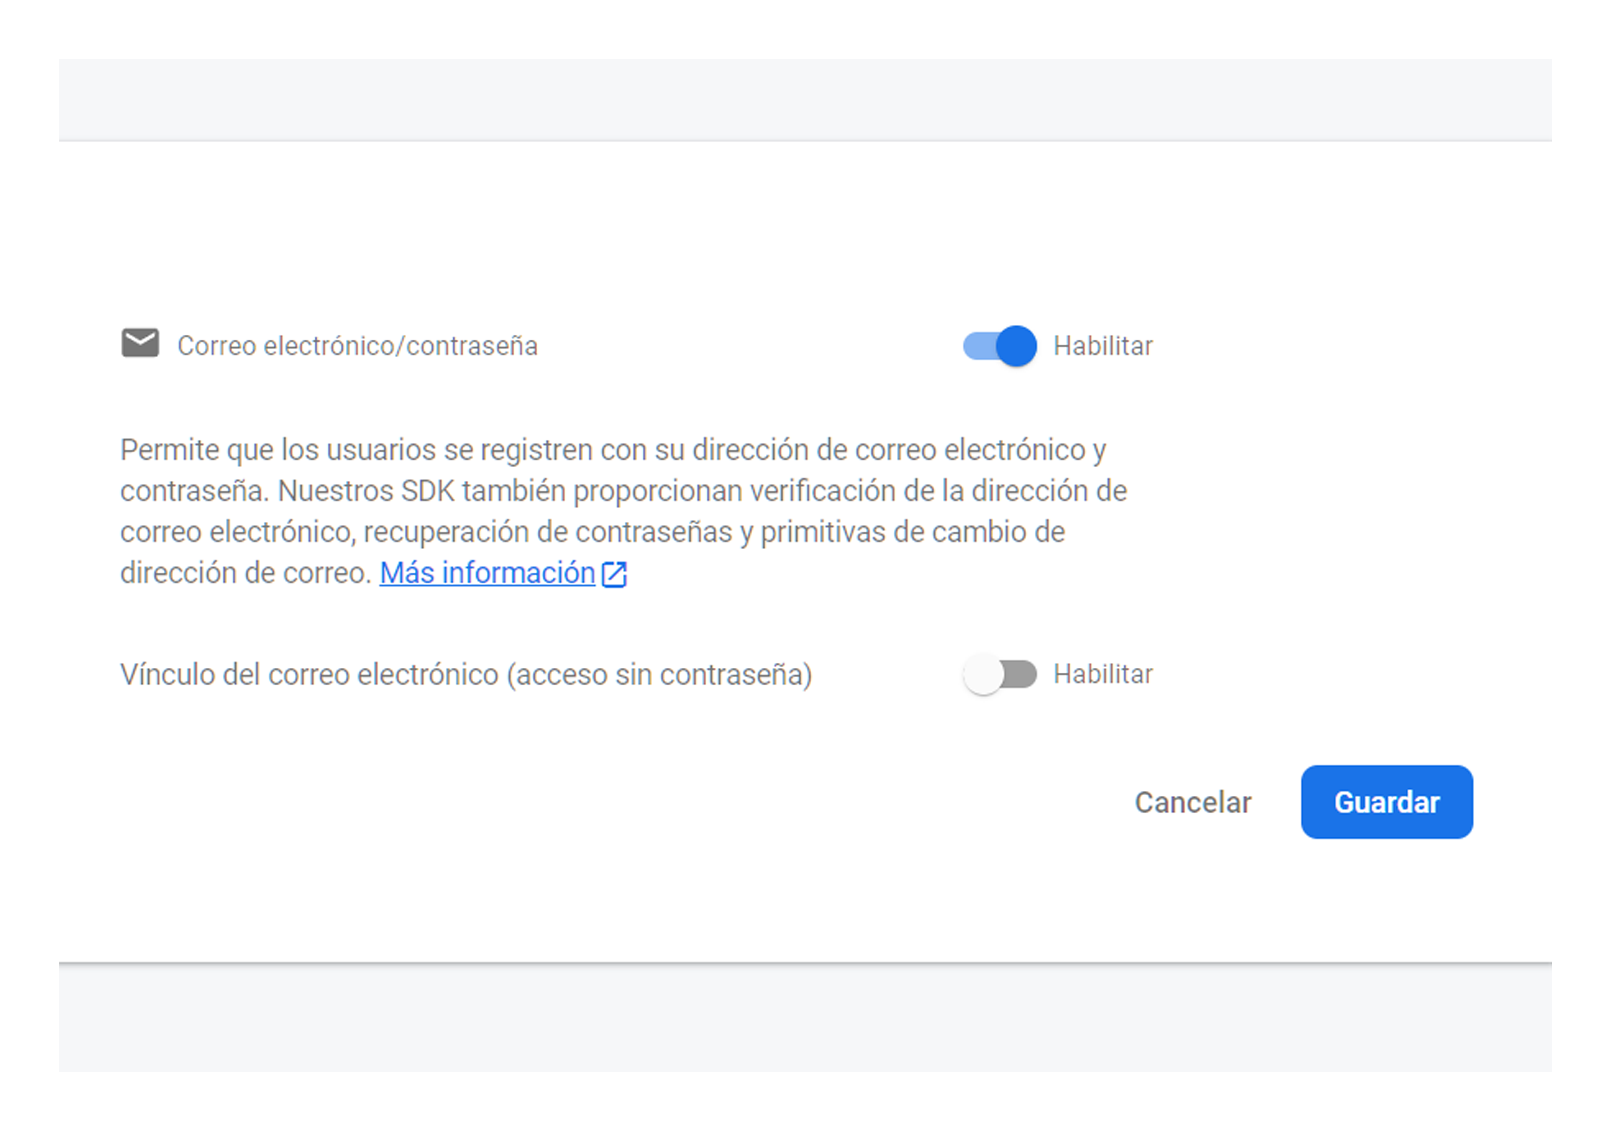 Correo electrónico/contraseña
Habilitar
Permite que los usuarios se registren con su dirección de correo electrónico y
contraseña. Nuestros SDK también proporcionan verificación de la dirección de
correo electrónico, recuperación de contraseñas y primitivas de cambio de
dirección de correo. Más información
Vínculo del correo electrónico (acceso sin contraseña)
Habilitar
Cancelar
Guardar